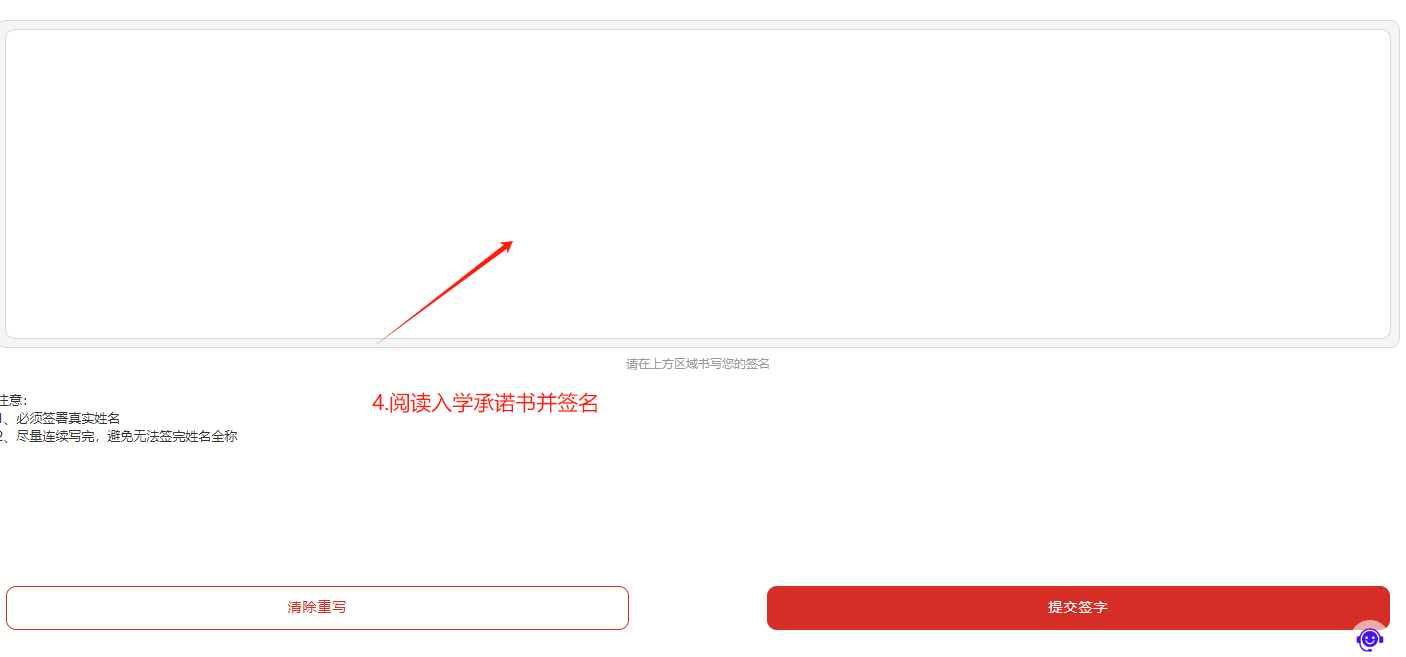 请在上方区域书写您的签名
注意：
4.阅读入学承诺书并签名
1、必须签署真实姓名
2、尽量连续写完，避免无法签完姓名全称
清除重写
提交签字